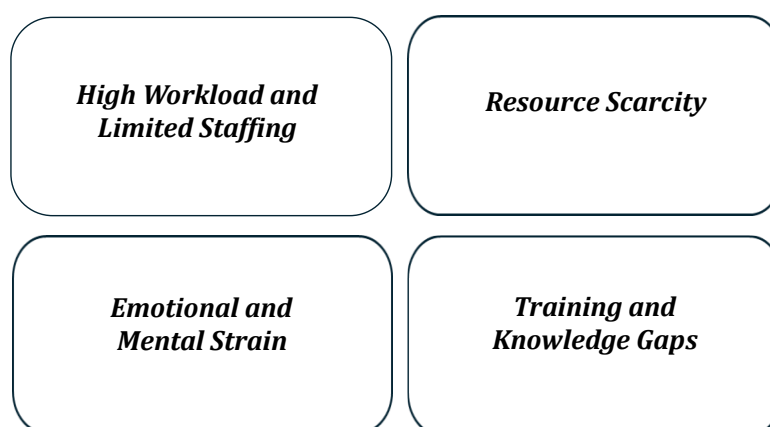 High Workload and
Limited Staffing
Resource Scarcity
Emotional and
Mental Strain
Training and
Knowledge Gaps